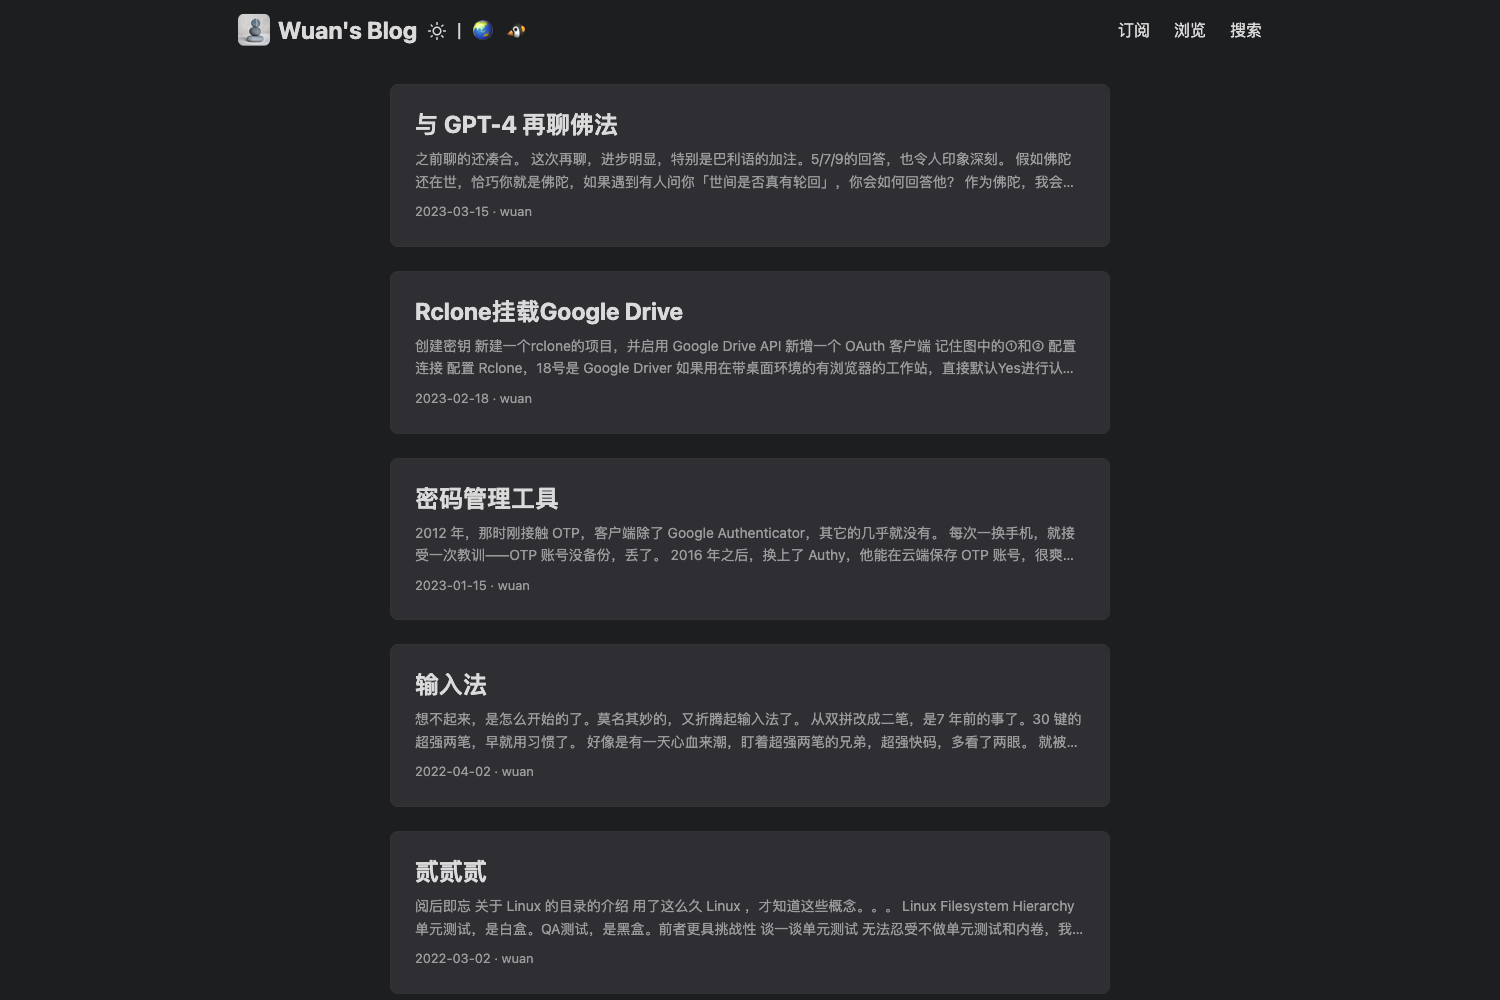 Wuan's Blog | 订阅 浏览 搜索
与 GPT-4 再聊佛法
之前聊的还凑合。 这次再聊，进步明显，特别是巴利语的加注。5/7/9的回答，也令人印象深刻。 假如佛陀
还在世，恰巧你就是佛陀，如果遇到有人问你「世间是否真有轮回」，你会如何回答他？ 作为佛陀，我会...
2023-03-15 · wuan
Rclone挂载Google Drive
创建密钥 新建一个rclone的项目，并启用 Google Drive API 新增一个 OAuth 客户端 记住图中的①和② 配置
连接 配置 Rclone，18号是 Google Driver 如果用在带桌面环境的有浏览器的工作站，直接默认Yes进行认...
2023-02-18 · wuan
密码管理工具
2012 年，那时刚接触 OTP，客户端除了 Google Authenticator，其它的几乎就没有。 每次一换手机，就接
受一次教训——OTP 账号没备份，丢了。 2016 年之后，换上了 Authy，他能在云端保存 OTP 账号，很爽...
2023-01-15 · wuan
输入法
想不起来，是怎么开始的了。莫名其妙的，又折腾起输入法了。 从双拼改成二笔，是7 年前的事了。30 键的
超强两笔，早就用习惯了。 好像是有一天心血来潮，盯着超强两笔的兄弟，超强快码，多看了两眼。 就被...
2022-04-02 · wuan
贰贰贰
阅后即忘 关于 Linux 的目录的介绍 用了这么久 Linux ，才知道这些概念。。。 Linux Filesystem Hierarchy
单元测试，是白盒。QA测试，是黑盒。前者更具挑战性 谈一谈单元测试 无法忍受不做单元测试和内卷，我...
2022-03-02 · wuan